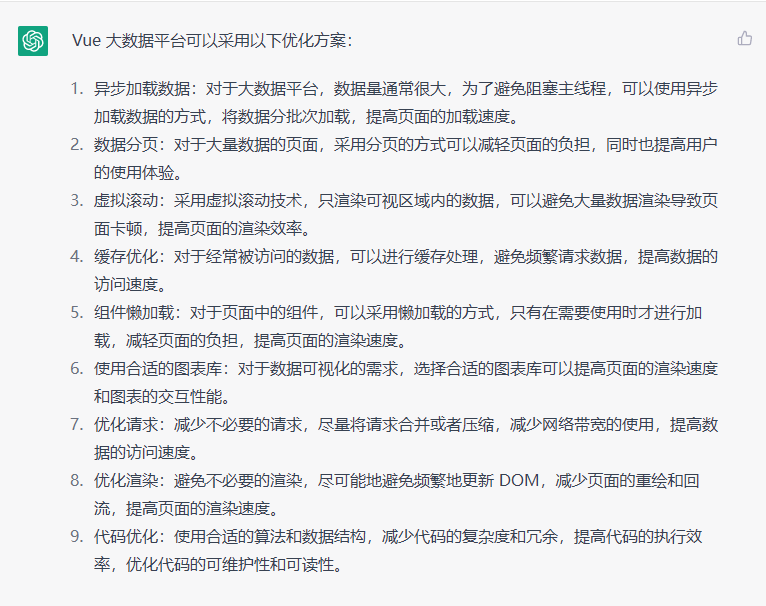 Vue 大数据平台可以采用以下优化方案：
1. 异步加载数据：对于大数据平台，数据量通常很大，为了避免阻塞主线程，可以使用异步
加载数据的方式，将数据分批次加载，提高页面的加载速度。
2. 数据分页：对于大量数据的页面，采用分页的方式可以减轻页面的负担，同时也提高用户
的使用体验。
3. 虚拟滚动：采用虚拟滚动技术，只渲染可视区域内的数据，可以避免大量数据渲染导致页
面卡顿，提高页面的渲染效率。
4. 缓存优化：对于经常被访问的数据，可以进行缓存处理，避免频繁请求数据，提高数据的
访问速度。
5. 组件懒加载：对于页面中的组件，可以采用懒加载的方式，只有在需要使用时才进行加
载，减轻页面的负担，提高页面的渲染速度。
6. 使用合适的图表库：对于数据可视化的需求，选择合适的图表库可以提高页面的渲染速度
和图表的交互性能。
7. 优化请求：减少不必要的请求，尽量将请求合并或者压缩，减少网络带宽的使用，提高数
据的访问速度。
8. 优化渲染：避免不必要的渲染，尽可能地避免频繁地更新 DOM，减少页面的重绘和回
流，提高页面的渲染速度。
9. 代码优化：使用合适的算法和数据结构，减少代码的复杂度和冗余，提高代码的执行效
率，优化代码的可维护性和可读性。